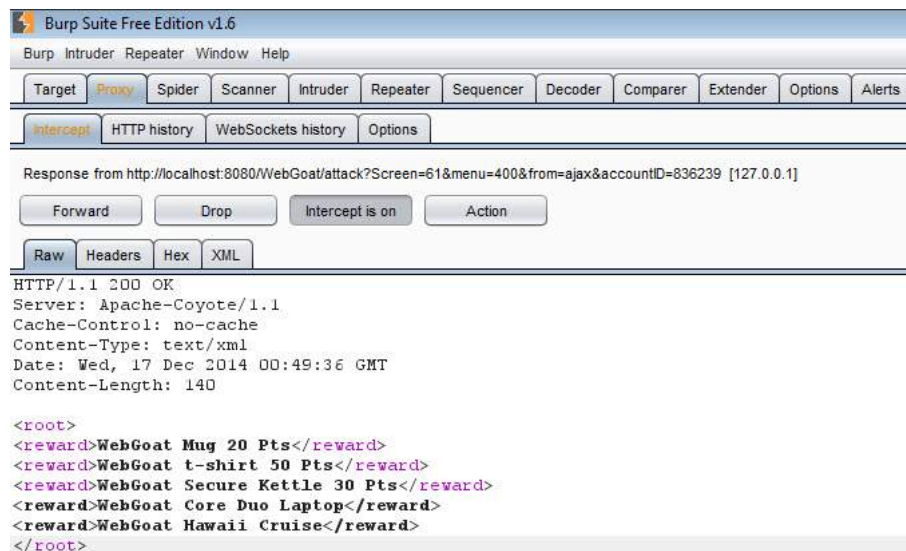 Burp Suite Free Edition v1.6
Burp Intruder Repeater Window Help
Target Proxy Spider Scanner Intruder Repeater Sequencer Decoder Comparer Extender Options Alerts
Intercept HTTP history WebSockets history Options
Response from http://localhost:8080/WebGoat/attack?Screen=61&menu=400&from=ajax&accountID=836239 [127.0.0.1]
Forward Drop Intercept is on Action
Raw Headers Hex XML
HTTP/1.1 200 OK
Server: Apache-Coyote/1.1
Cache-Control: no-cache
Content-Type: text/xml
Date: Wed, 17 Dec 2014 00:49:36 GMT
Content-Length: 140
<root>
<reward>WebGoat Mug 20 Pts</reward>
<reward>WebGoat t-shirt 50 Pts</reward>
<reward>WebGoat Secure Kettle 30 Pts</reward>
<reward>WebGoat Core Duo Laptop</reward>
<reward>WebGoat Hawaii Cruise</reward>
</root>